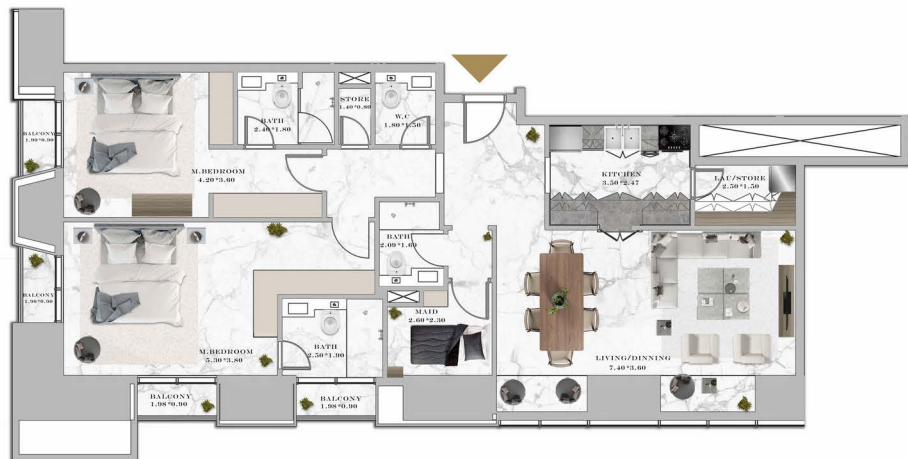 BALCONY
1.90*0.90
BATH
2.40*1.80
STORE
1.40*0.80
W.C
1.80*1.50
M.BEDROOM
4.20*3.60
KITCHEN
3.50*2.47
LAU/STORE
2.50*1.50
BATH
2.09*1.60
BALCONY
1.98*0.90
MAID
2.60*2.30
M.BEDROOM
5.30*3.80
BATH
2.50*1.90
LIVING/DINNING
7.40*3.60
BALCONY
1.98*0.90
BALCONY
1.98*0.90